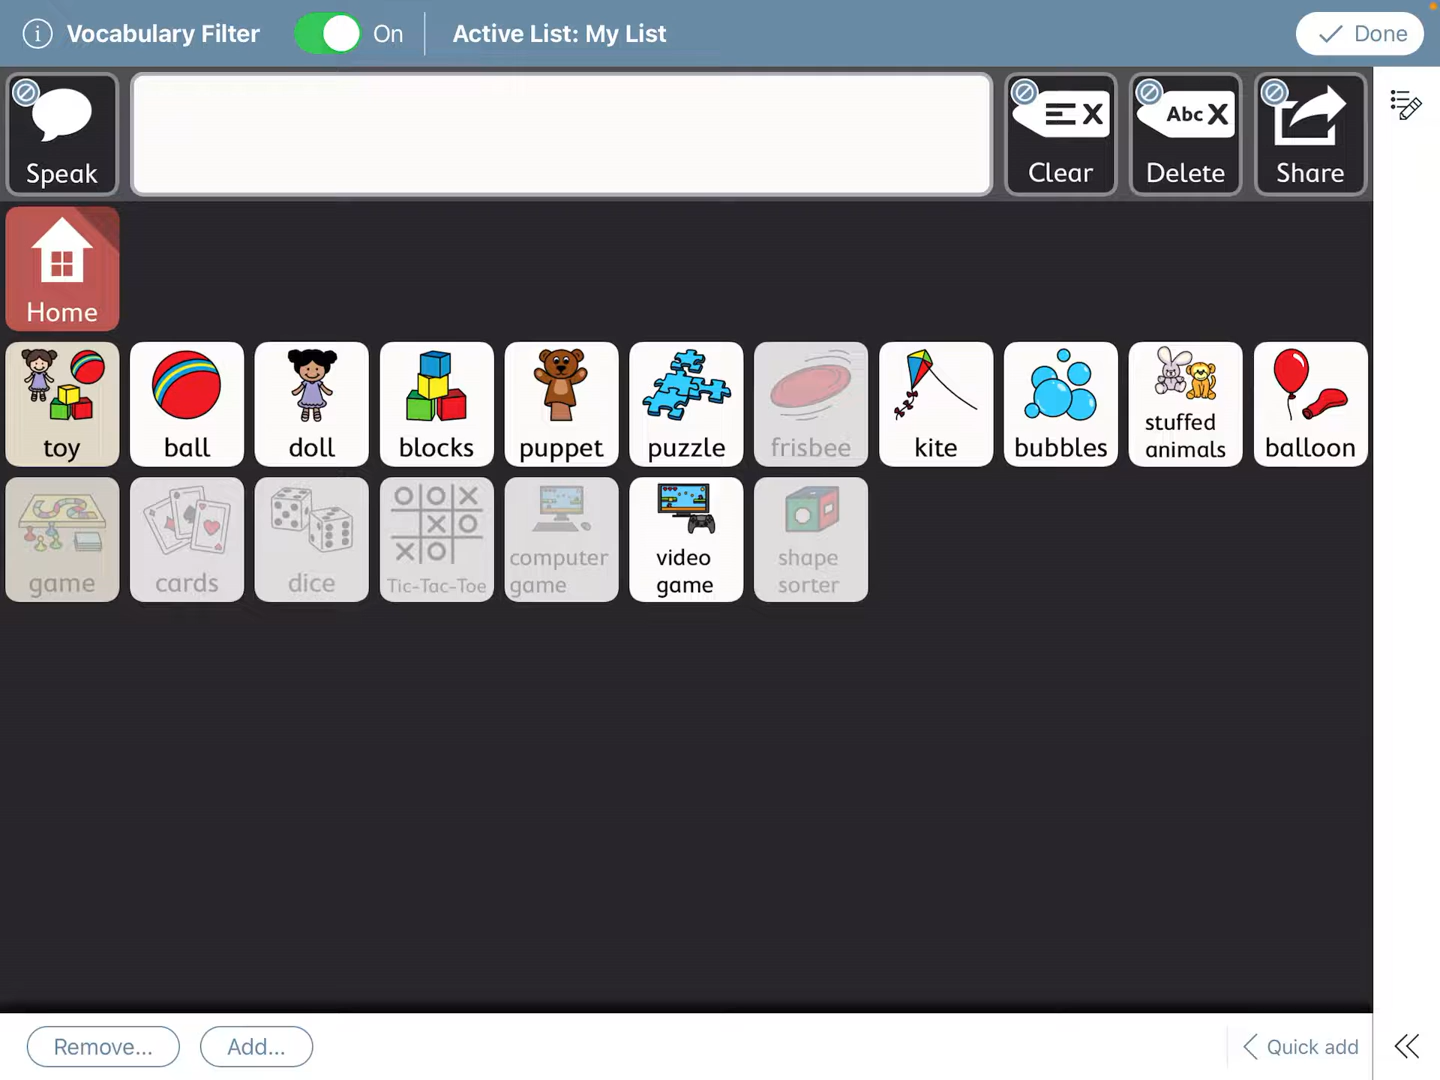 Vocabulary Filter On Active List: My List Done
Speak Abc Clear Delete Share
Home
toy ball doll blocks puppet puzzle frisbee kite bubbles stuffed animals balloon
game cards dice Tic-Tac-Toe computer game video game shape sorter
Remove... Add... Quick add